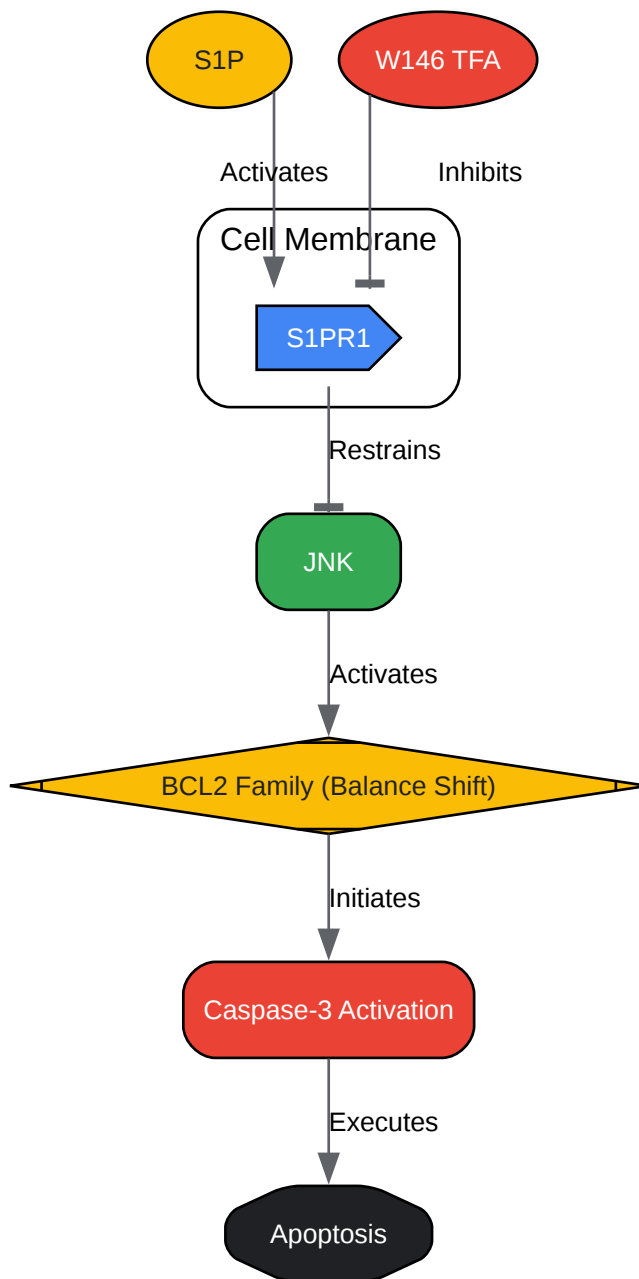 S1P
W146 TFA
Activates
Inhibits
Cell Membrane
S1PR1
Restrains
JNK
Activates
BCL2 Family (Balance Shift)
Initiates
Caspase-3 Activation
Executes
Apoptosis